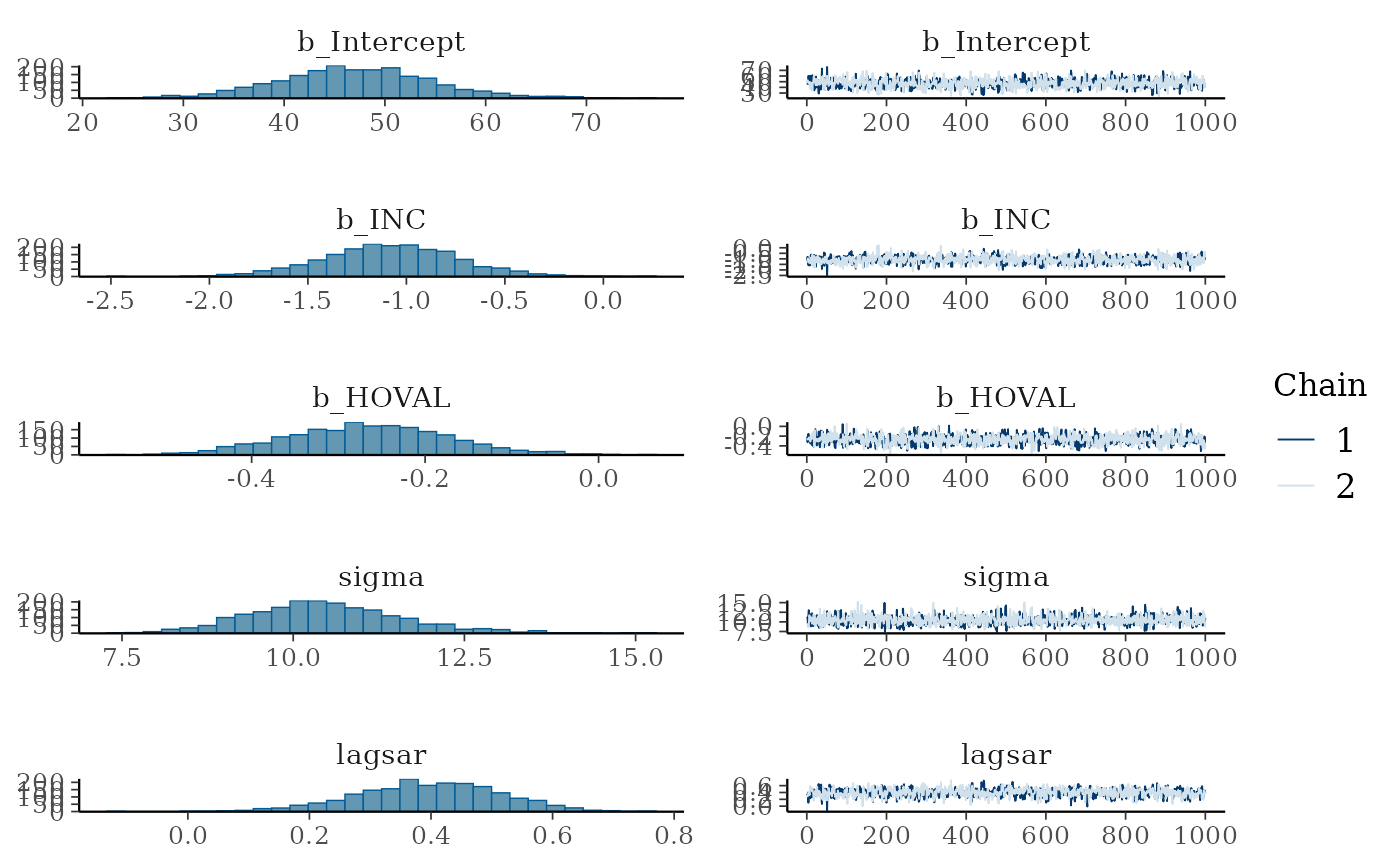 b_Intercept b_Intercept
20 30 40 50 60 70 0 200 400 600 800 1000
b_INC b_INC
-2.5 -2.0 -1.5 -1.0 -0.5 0.0 0 200 400 600 800 1000
Chain
b_HOVAL b_HOVAL
1
-0.4 -0.2 0.0 0 200 400 600 800 1000
2
sigma sigma
7.5 10.0 12.5 15.0 0 200 400 600 800 1000
lagsar lagsar
0.0 0.2 0.4 0.6 0.8 0 200 400 600 800 1000